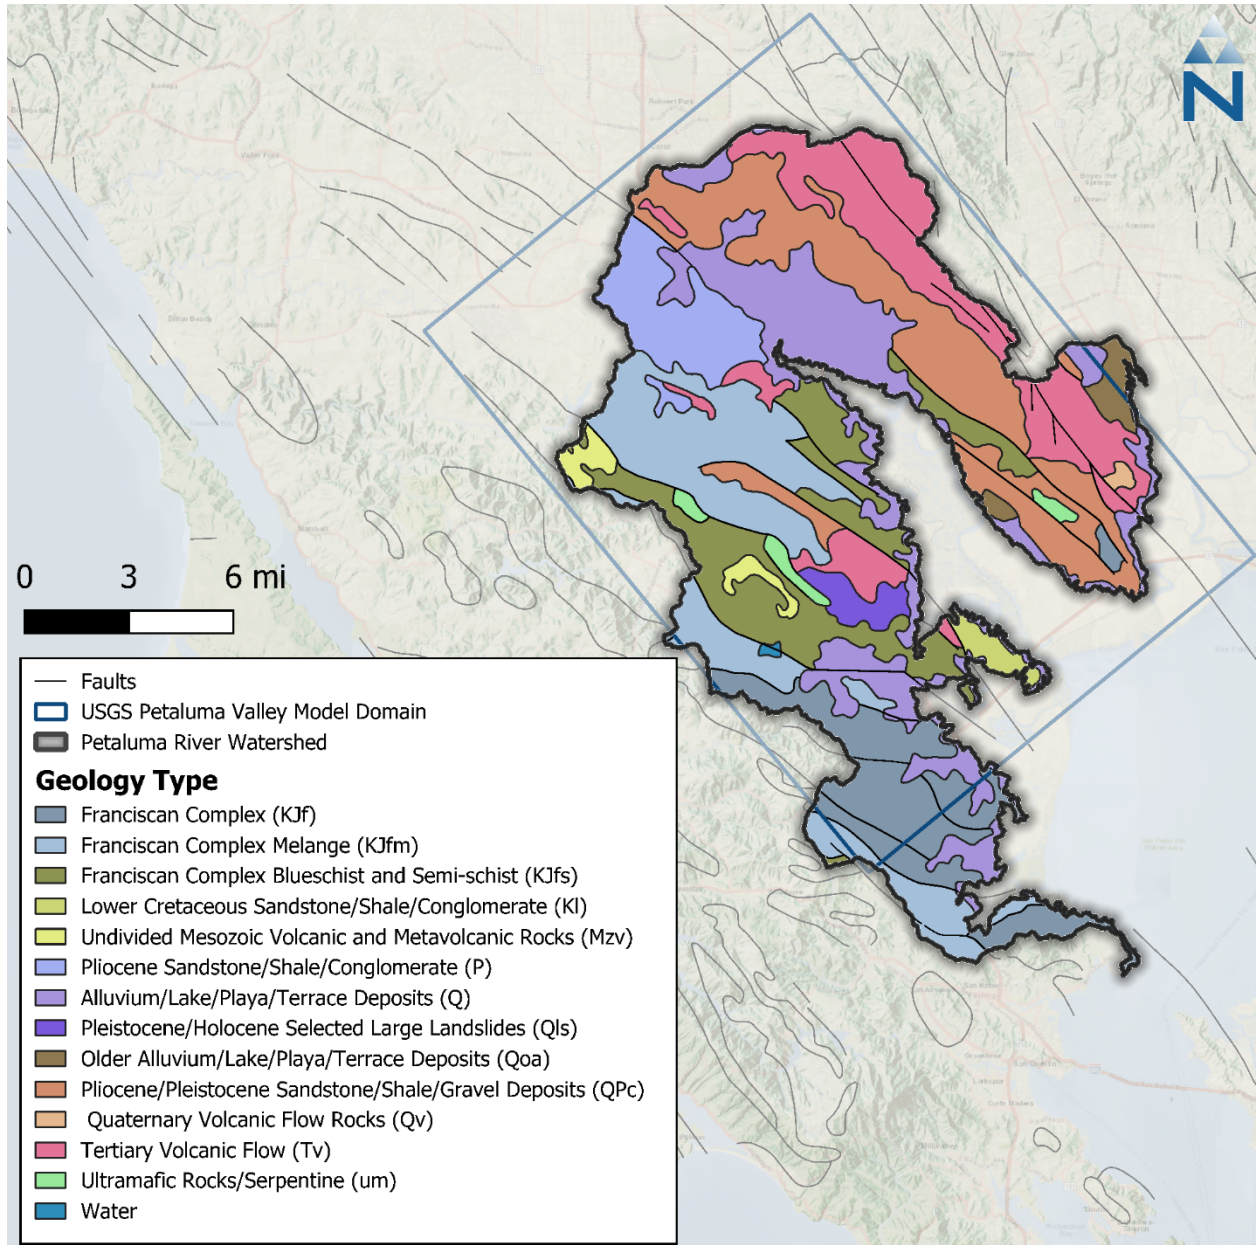 N
Rohnert Park
Valley Ford
0 3 6 mi
Faults
USGS Petaluma Valley Model Domain
Petaluma River Watershed
Geology Type
Franciscan Complex (KJf)
Franciscan Complex Melange (KJfm)
Franciscan Complex Blueschist and Semi-schist (KJfs)
Lower Cretaceous Sandstone/Shale/Conglomerate (Kl)
Undivided Mesozoic Volcanic and Metavolcanic Rocks (Mzv)
Pliocene Sandstone/Shale/Conglomerate (P)
Alluvium/Lake/Playa/Terrace Deposits (Q)
Pleistocene/Holocene Selected Large Landslides (Qls)
Older Alluvium/Lake/Playa/Terrace Deposits (Qoa)
Pliocene/Pleistocene Sandstone/Shale/Gravel Deposits (QPc)
Quaternary Volcanic Flow Rocks (Qv)
Tertiary Volcanic Flow (Tv)
Ultramafic Rocks/Serpentine (um)
Water